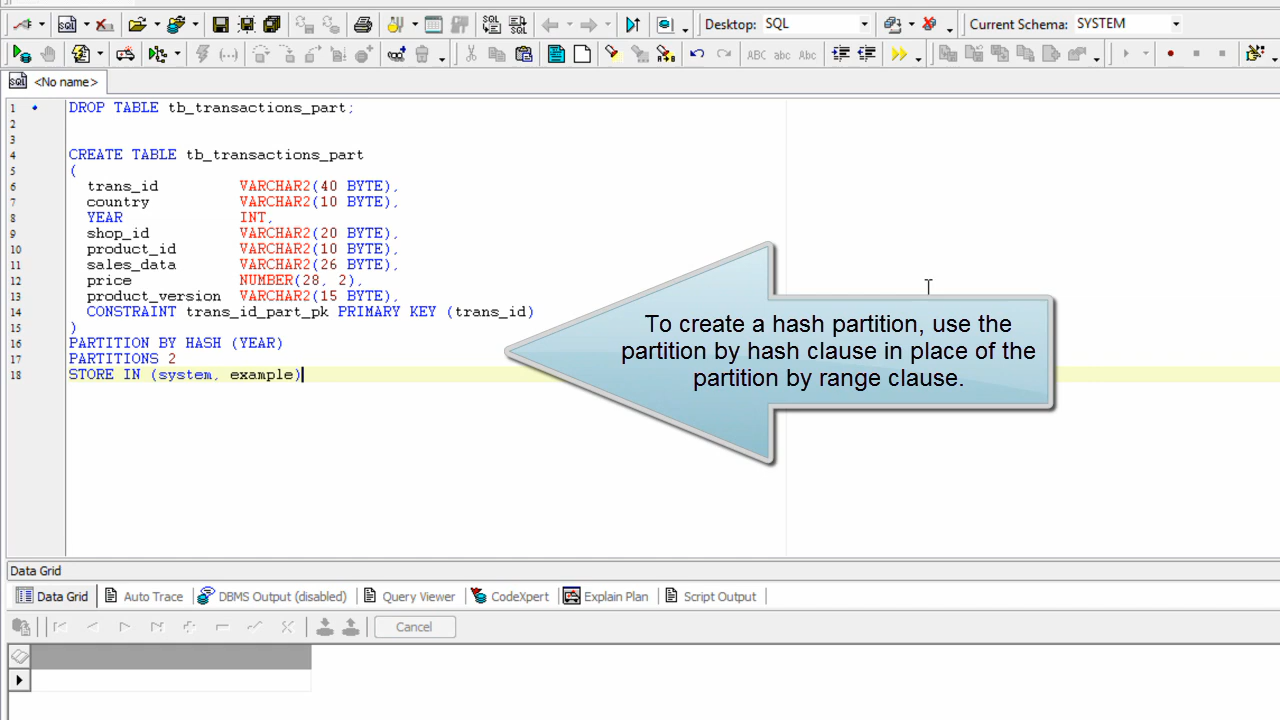 Desktop: SQL
Current Schema: SYSTEM
<No name>
1 DROP TABLE tb_transactions_part;
2
3
4 CREATE TABLE tb_transactions_part
5 (
6 trans_id VARCHAR2(40 BYTE),
7 country VARCHAR2(10 BYTE),
8 YEAR INT,
9 shop_id VARCHAR2(20 BYTE),
10 product_id VARCHAR2(10 BYTE),
11 sales_data VARCHAR2(26 BYTE),
12 price NUMBER(28, 2),
13 product_version VARCHAR2(15 BYTE),
14 CONSTRAINT trans_id_part_pk PRIMARY KEY (trans_id)
15 )
16 PARTITION BY HASH (YEAR)
17 PARTITIONS 2
18 STORE IN (system, example)
To create a hash partition, use the
partition by hash clause in place of the
partition by range clause.
Data Grid
Data Grid Auto Trace DBMS Output (disabled) Query Viewer CodeXpert Explain Plan Script Output
Cancel